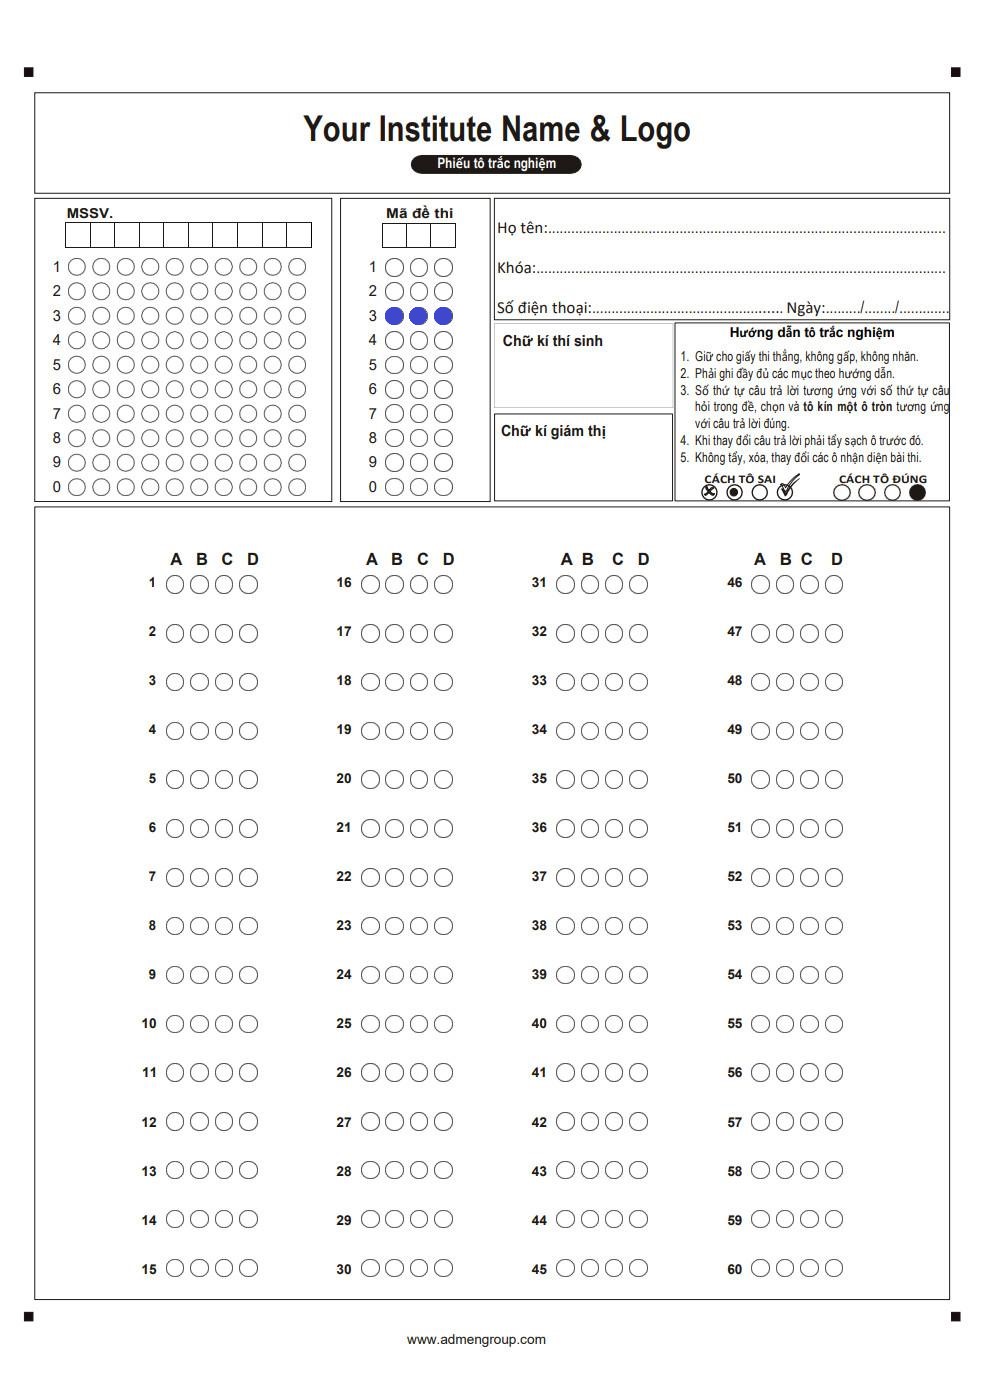 Your Institute Name & Logo
Phiếu tô trắc nghiệm
MSSV.
1
2
3
4
5
6
7
8
9
0
Mã đề thi
1
2
3
4
5
6
7
8
9
0
Họ tên:...............................................................................................
Khóa:..................................................................................................
Số điện thoại:............................................... Ngày:......../......./............
Chữ kí thí sinh
Chữ kí giám thị
Hướng dẫn tô trắc nghiệm
1. Giữ cho giấy thi thẳng, không gấp, không nhăn.
2. Phải ghi đầy đủ các mục theo hướng dẫn.
3. Số thứ tự câu trả lời tương ứng với số thứ tự câu
hỏi trong đề, chọn và tô kín một ô tròn tương ứng
với câu trả lời đúng.
4. Khi thay đổi câu trả lời phải tẩy sạch ô trước đó.
5. Không tẩy, xóa, thay đổi các ô nhận diện bài thi.
CÁCH TÔ SAI CÁCH TÔ ĐÚNG
A B C D A B C D A B C D A B C D
1 16 31 46
2 17 32 47
3 18 33 48
4 19 34 49
5 20 35 50
6 21 36 51
7 22 37 52
8 23 38 53
9 24 39 54
10 25 40 55
11 26 41 56
12 27 42 57
13 28 43 58
14 29 44 59
15 30 45 60
www.admengroup.com